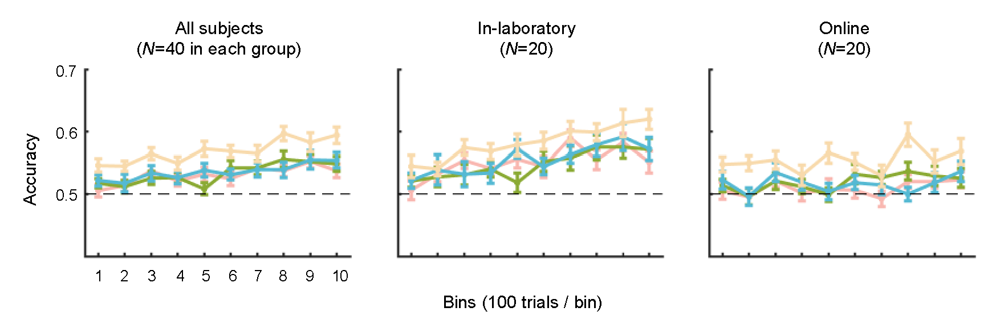 All subjects
(N=40 in each group)
In-laboratory
(N=20)
Online
(N=20)
0.7
0.6
0.5
Accuracy
1 2 3 4 5 6 7 8 9 10
Bins (100 trials / bin)